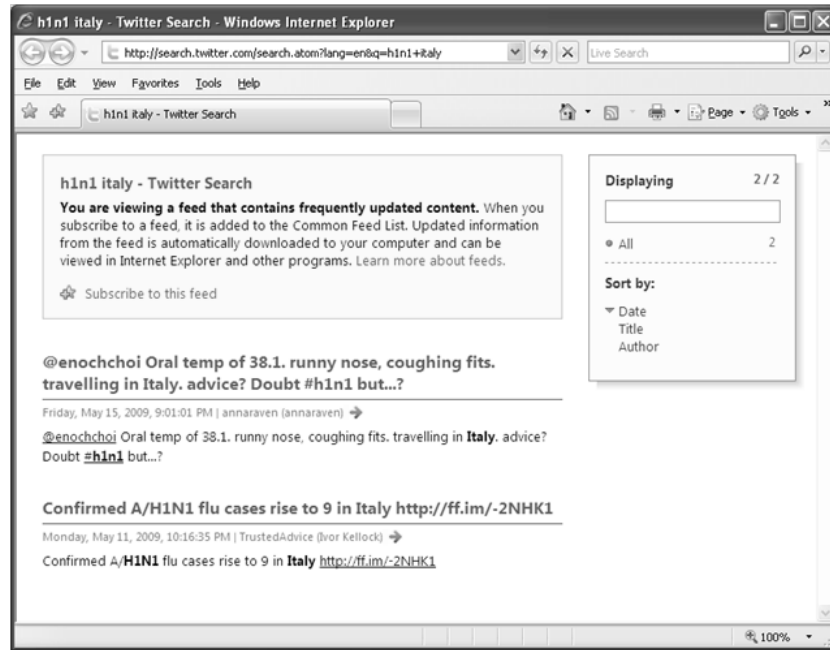 h1n1 italy - Twitter Search - Windows Internet Explorer
http://search.twitter.com/search.atom?lang=en&q=h1n1+italy
Live Search
File Edit View Favorites Tools Help
h1n1 italy - Twitter Search
Page Tools »
h1n1 italy - Twitter Search
You are viewing a feed that contains frequently updated content. When you
subscribe to a feed, it is added to the Common Feed List. Updated information
from the feed is automatically downloaded to your computer and can be
viewed in Internet Explorer and other programs. Learn more about feeds.
Subscribe to this feed
Displaying 2 / 2
All 2
Sort by:
Date
Title
Author
@enochchoi Oral temp of 38.1. runny nose, coughing fits.
travelling in Italy. advice? Doubt #h1n1 but...?
Friday, May 15, 2009, 9:01:01 PM | annaraven (annaraven)
@enochchoi Oral temp of 38.1. runny nose, coughing fits. travelling in Italy. advice?
Doubt #h1n1 but...?
Confirmed A/H1N1 flu cases rise to 9 in Italy http://ff.im/-2NHK1
Monday, May 11, 2009, 10:16:35 PM | TrustedAdvice (Ivor Kellock)
Confirmed A/H1N1 flu cases rise to 9 in Italy http://ff.im/-2NHK1
100%